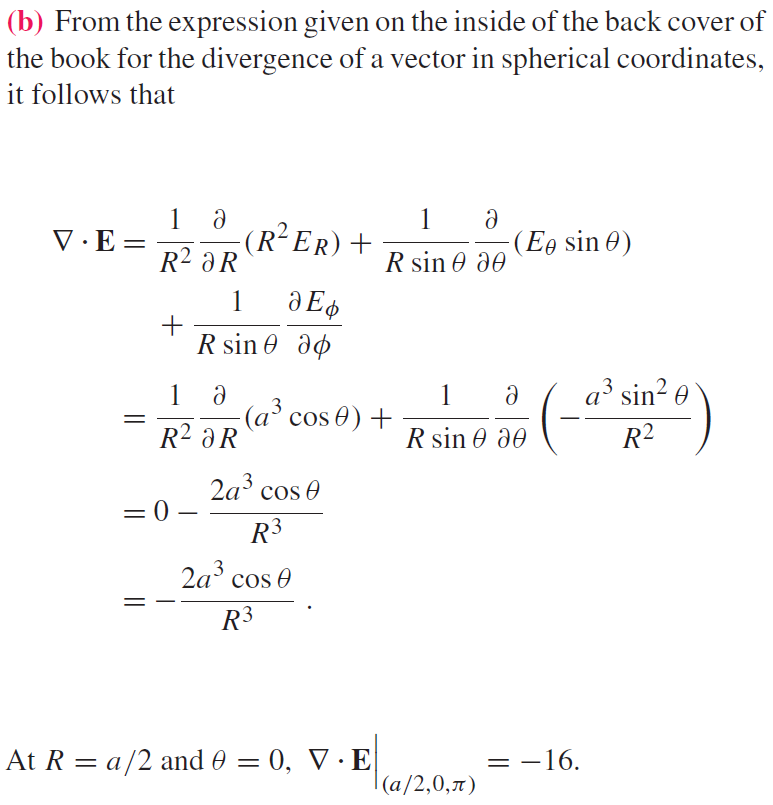 (b) From the expression given on the inside of the back cover of
the book for the divergence of a vector in spherical coordinates,
it follows that
∇ · E = 1/R² ∂/∂R (R² E_R) + 1/(R sin θ) ∂/∂θ (E_θ sin θ)
+ 1/(R sin θ) ∂E_ϕ/∂ϕ
= 1/R² ∂/∂R (a³ cos θ) + 1/(R sin θ) ∂/∂θ (− a³ sin² θ/R²)
= 0 − 2a³ cos θ/R³
= − 2a³ cos θ/R³ .
At R = a/2 and θ = 0, ∇ · E|_(a/2,0,π) = −16.